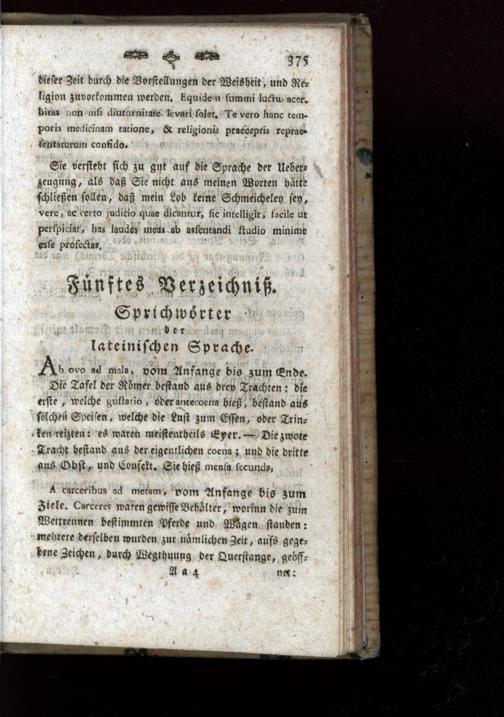 375
dieser Zeit durch die Vorstellungen der Weisheit, und Re-
ligion zuvorkommen werden. Equidem summi luctus acer-
bitas non nisi diuturnitate levari solet. Te vero hanc tem-
poris medicinam ratione, & religionis praeceptis reprae-
sentaturum confido.
Sie versteht sich zu gut auf die Sprache der Ueber-
zeugung, als daß Sie nicht aus meinen Worten hätte
schließen sollen, daß mein Lob keine Schmeicheley sey,
vere, ac certo judicio quae dicantur, sic intelligit, facile ut
perspiciat, has laudes meas ab assentandi studio minime
esse profectas.
Fünftes Verzeichniß.
Sprichwörter
der
lateinischen Sprache.
Ab ovo ad mala, vom Anfange bis zum Ende.
Die Tafel der Römer bestand aus drey Trachten: die
erste, welche gustatio, oder antecoena hieß, bestand aus
solchen Speisen, welche die Lust zum Essen, oder Trin-
ken reizten: es waren meistentheils Eyer. — Die zwote
Tracht bestand aus der eigentlichen coena; und die dritte
aus Obst, und Confekt. Sie hieß mensa secunda.
A carceribus ad metam, vom Anfange bis zum
Ziele. Carceres waren gewisse Behälter, worinn die zum
Wettrennen bestimmten Pferde und Wägen standen:
mehrere derselben wurden zur nämlichen Zeit, aufs gege-
bene Zeichen, durch Wegthuung der Querstange, geöff-
A a 4 net: